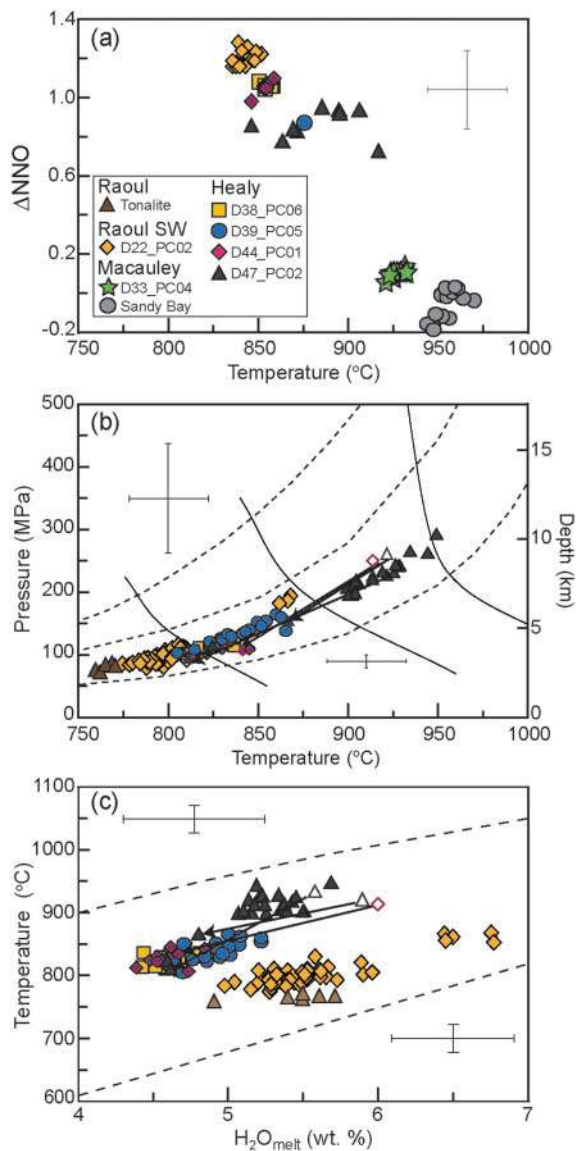 (a)
1.4
1.0
0.6
0.2
-0.2
ΔNNO
Raoul
Tonalite
Raoul SW
D22_PC02
Macauley
D33_PC04
Sandy Bay
Healy
D38_PC06
D39_PC05
D44_PC01
D47_PC02
750 800 850 900 950 1000
Temperature (°C)
(b)
500
400
300
200
100
0
Pressure (MPa)
15
10
5
0
Depth (km)
750 800 850 900 950 1000
Temperature (°C)
(c)
1100
1000
900
800
700
600
Temperature (°C)
4 5 6 7
H₂Omelt (wt. %)